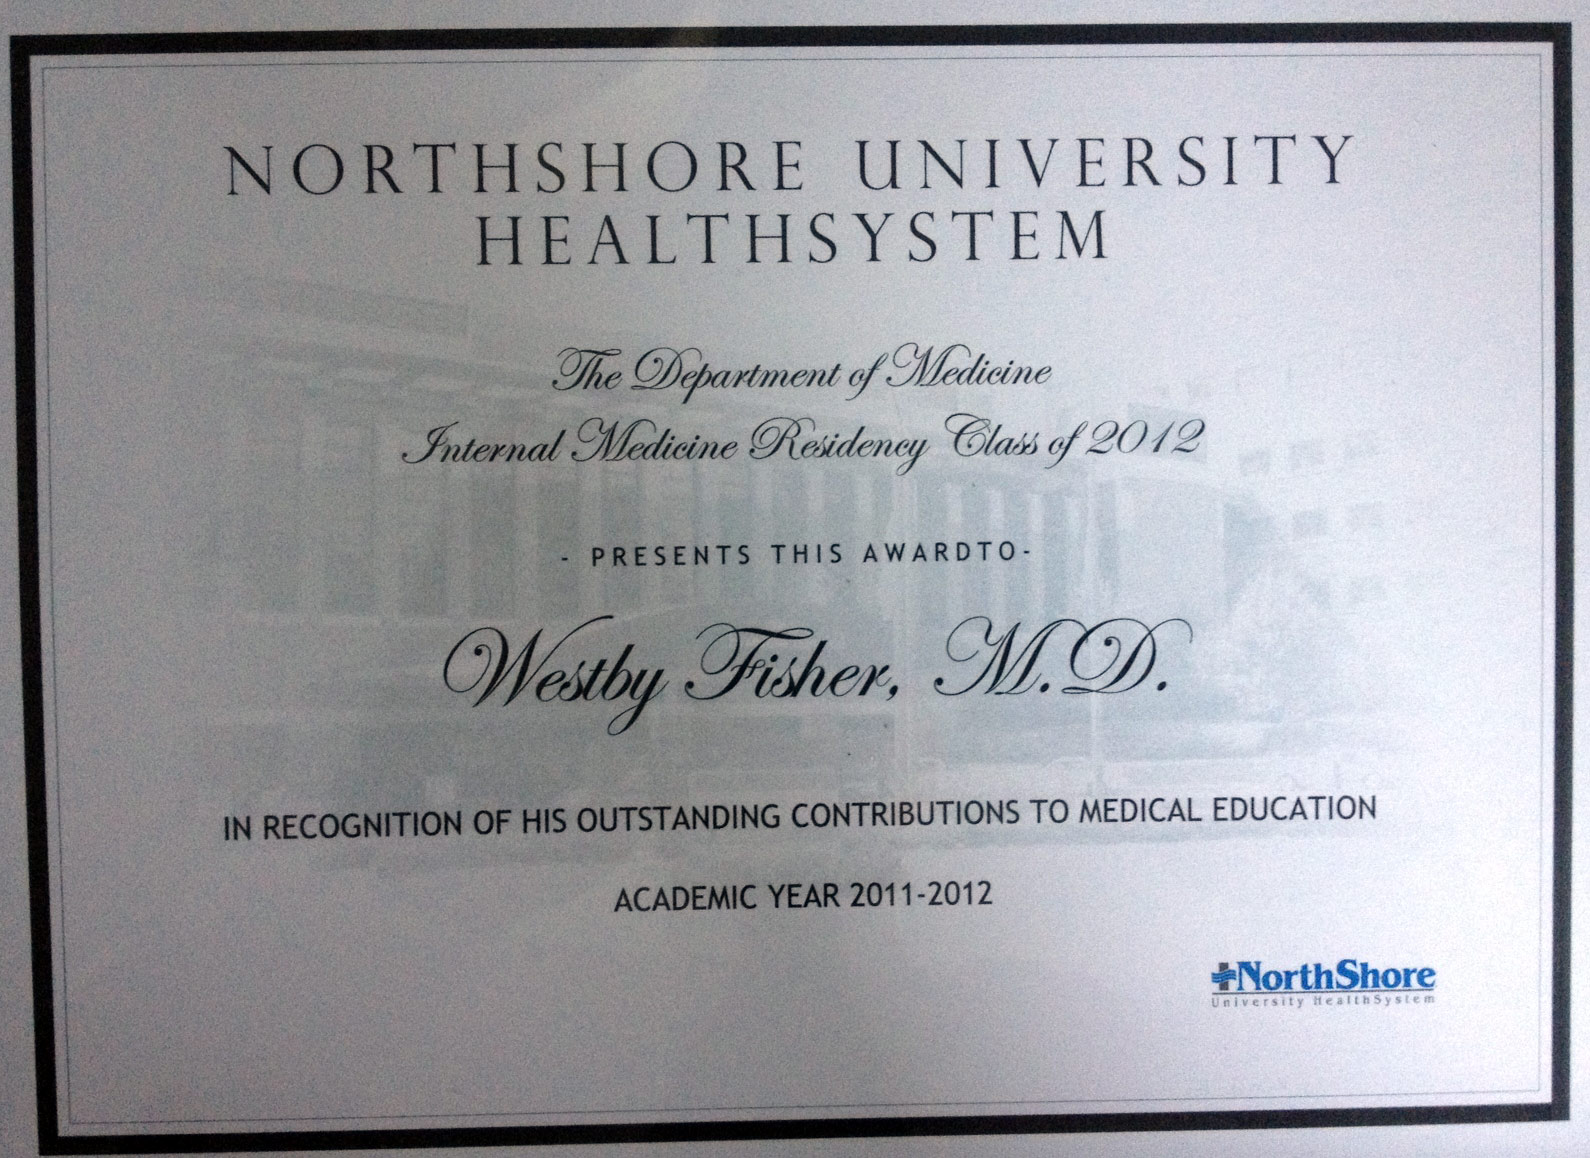 NORTHSHORE UNIVERSITY
HEALTHSYSTEM
The Department of Medicine
Internal Medicine Residency Class of 2012
- PRESENTS THIS AWARDTO-
Westby Fisher, M.D.
IN RECOGNITION OF HIS OUTSTANDING CONTRIBUTIONS TO MEDICAL EDUCATION
ACADEMIC YEAR 2011-2012
NorthShore
University HealthSystem